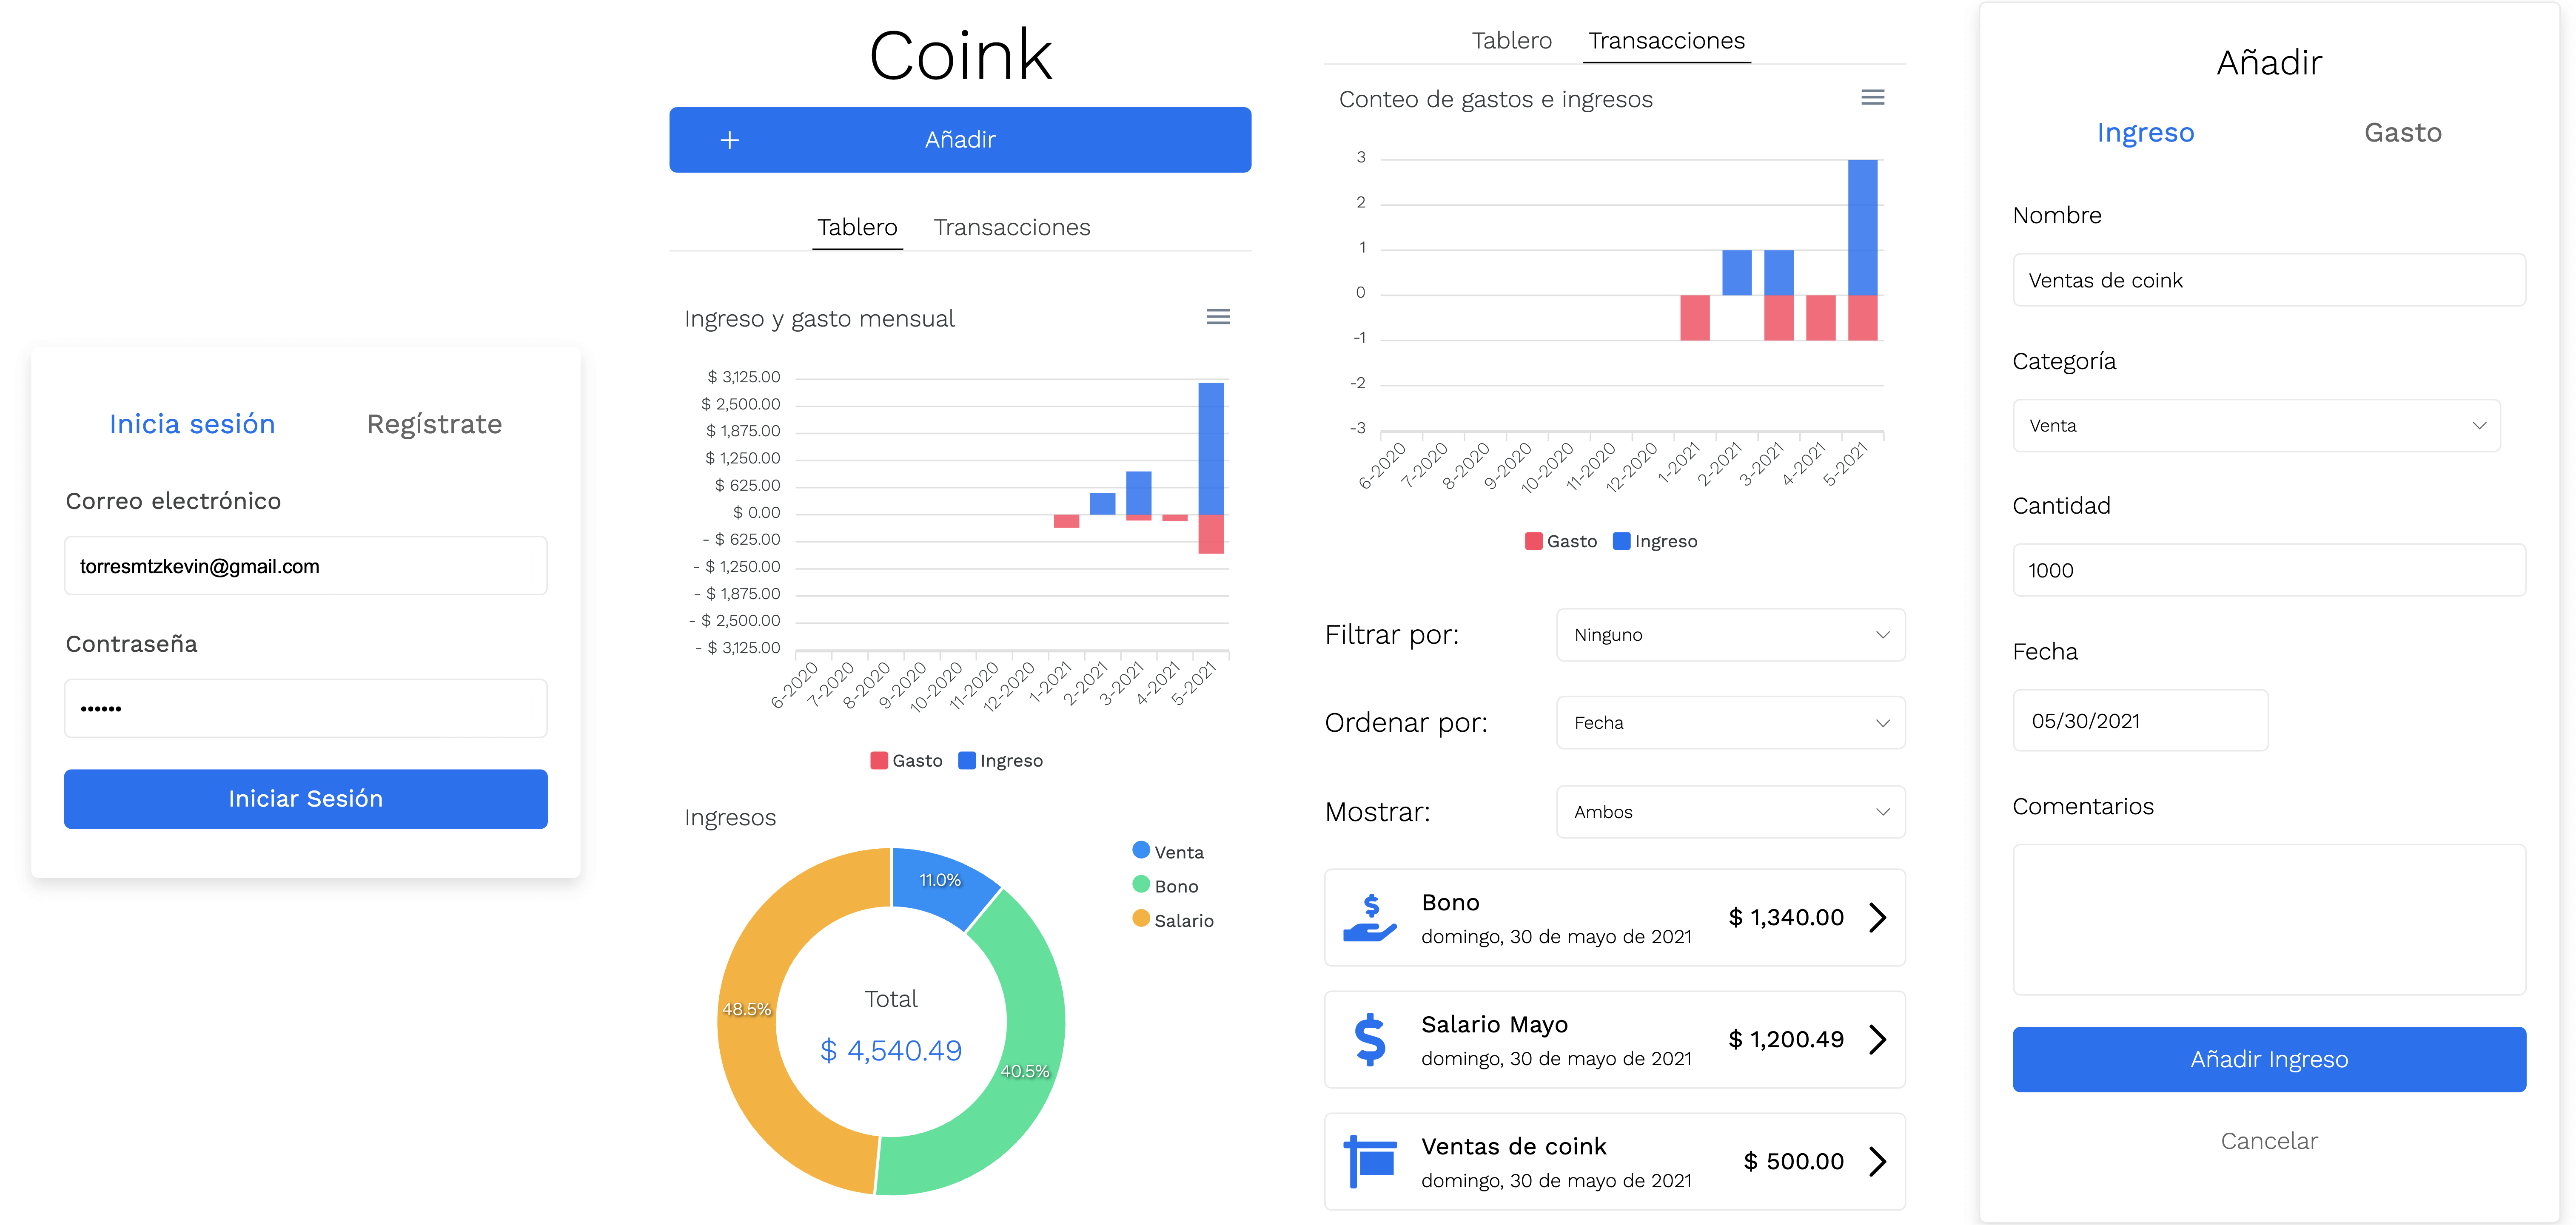 Inicia sesión Regístrate
Correo electrónico
torresmtzkevin@gmail.com
Contraseña
••••••
Iniciar Sesión
Coink
+ Añadir
Tablero Transacciones
Ingreso y gasto mensual
$ 3,125.00
$ 2,500.00
$ 1,875.00
$ 1,250.00
$ 625.00
$ 0.00
- $ 625.00
- $ 1,250.00
- $ 1,875.00
- $ 2,500.00
- $ 3,125.00
6-2020 7-2020 8-2020 9-2020 10-2020 11-2020 12-2020 1-2021 2-2021 3-2021 4-2021 5-2021
Gasto Ingreso
Ingresos
Venta
Bono
Salario
11.0%
48.5%
40.5%
Total
$ 4,540.49
Tablero Transacciones
Conteo de gastos e ingresos
3
2
1
0
-1
-2
-3
6-2020 7-2020 8-2020 9-2020 10-2020 11-2020 12-2020 1-2021 2-2021 3-2021 4-2021 5-2021
Gasto Ingreso
Filtrar por: Ninguno
Ordenar por: Fecha
Mostrar: Ambos
Bono
domingo, 30 de mayo de 2021
$ 1,340.00
Salario Mayo
domingo, 30 de mayo de 2021
$ 1,200.49
Ventas de coink
domingo, 30 de mayo de 2021
$ 500.00
Añadir
Ingreso Gasto
Nombre
Ventas de coink
Categoría
Venta
Cantidad
1000
Fecha
05/30/2021
Comentarios
Añadir Ingreso
Cancelar